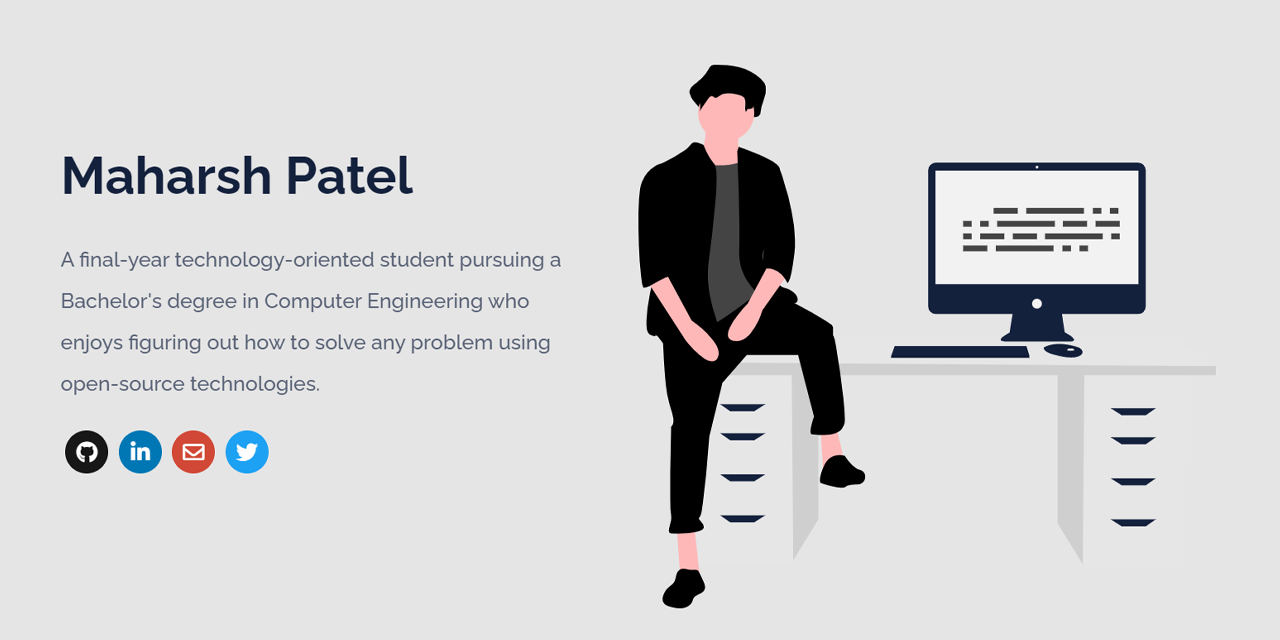 Maharsh Patel
A final-year technology-oriented student pursuing a
Bachelor's degree in Computer Engineering who
enjoys figuring out how to solve any problem using
open-source technologies.
in